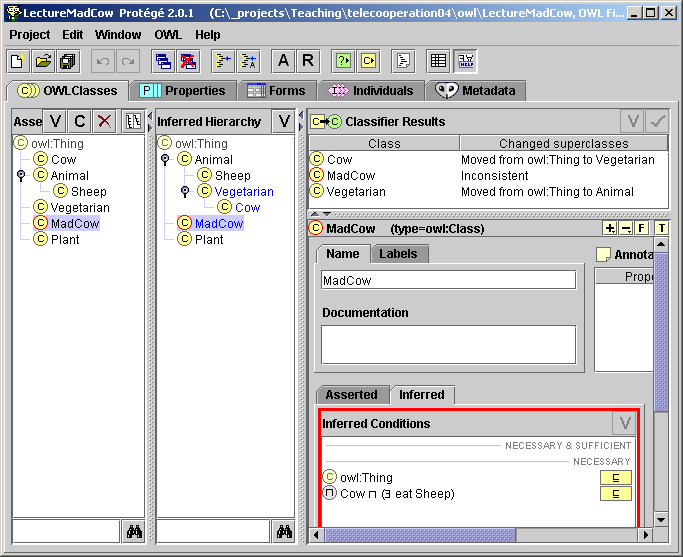 LectureMadCow Protégé 2.0.1 (C:\_projects\Teaching\telecooperation04\owl\LectureMadCow, OWL Fi...
Project Edit Window OWL Help
OWLClasses Properties Forms Individuals Metadata
Asse V C
owl:Thing
Cow
Animal
Sheep
Vegetarian
MadCow
Plant
Inferred Hierarchy V
owl:Thing
Animal
Sheep
Vegetarian
Cow
MadCow
Plant
Classifier Results V
Class Changed superclasses
Cow Moved from owl:Thing to Vegetarian
MadCow Inconsistent
Vegetarian Moved from owl:Thing to Animal
MadCow (type=owl:Class) F T
Name Labels
MadCow
Documentation
Annota
Prope
Asserted Inferred
Inferred Conditions V
NECESSARY & SUFFICIENT
NECESSARY
owl:Thing ⊑
Cow ⊓ (∃ eat Sheep) ⊑